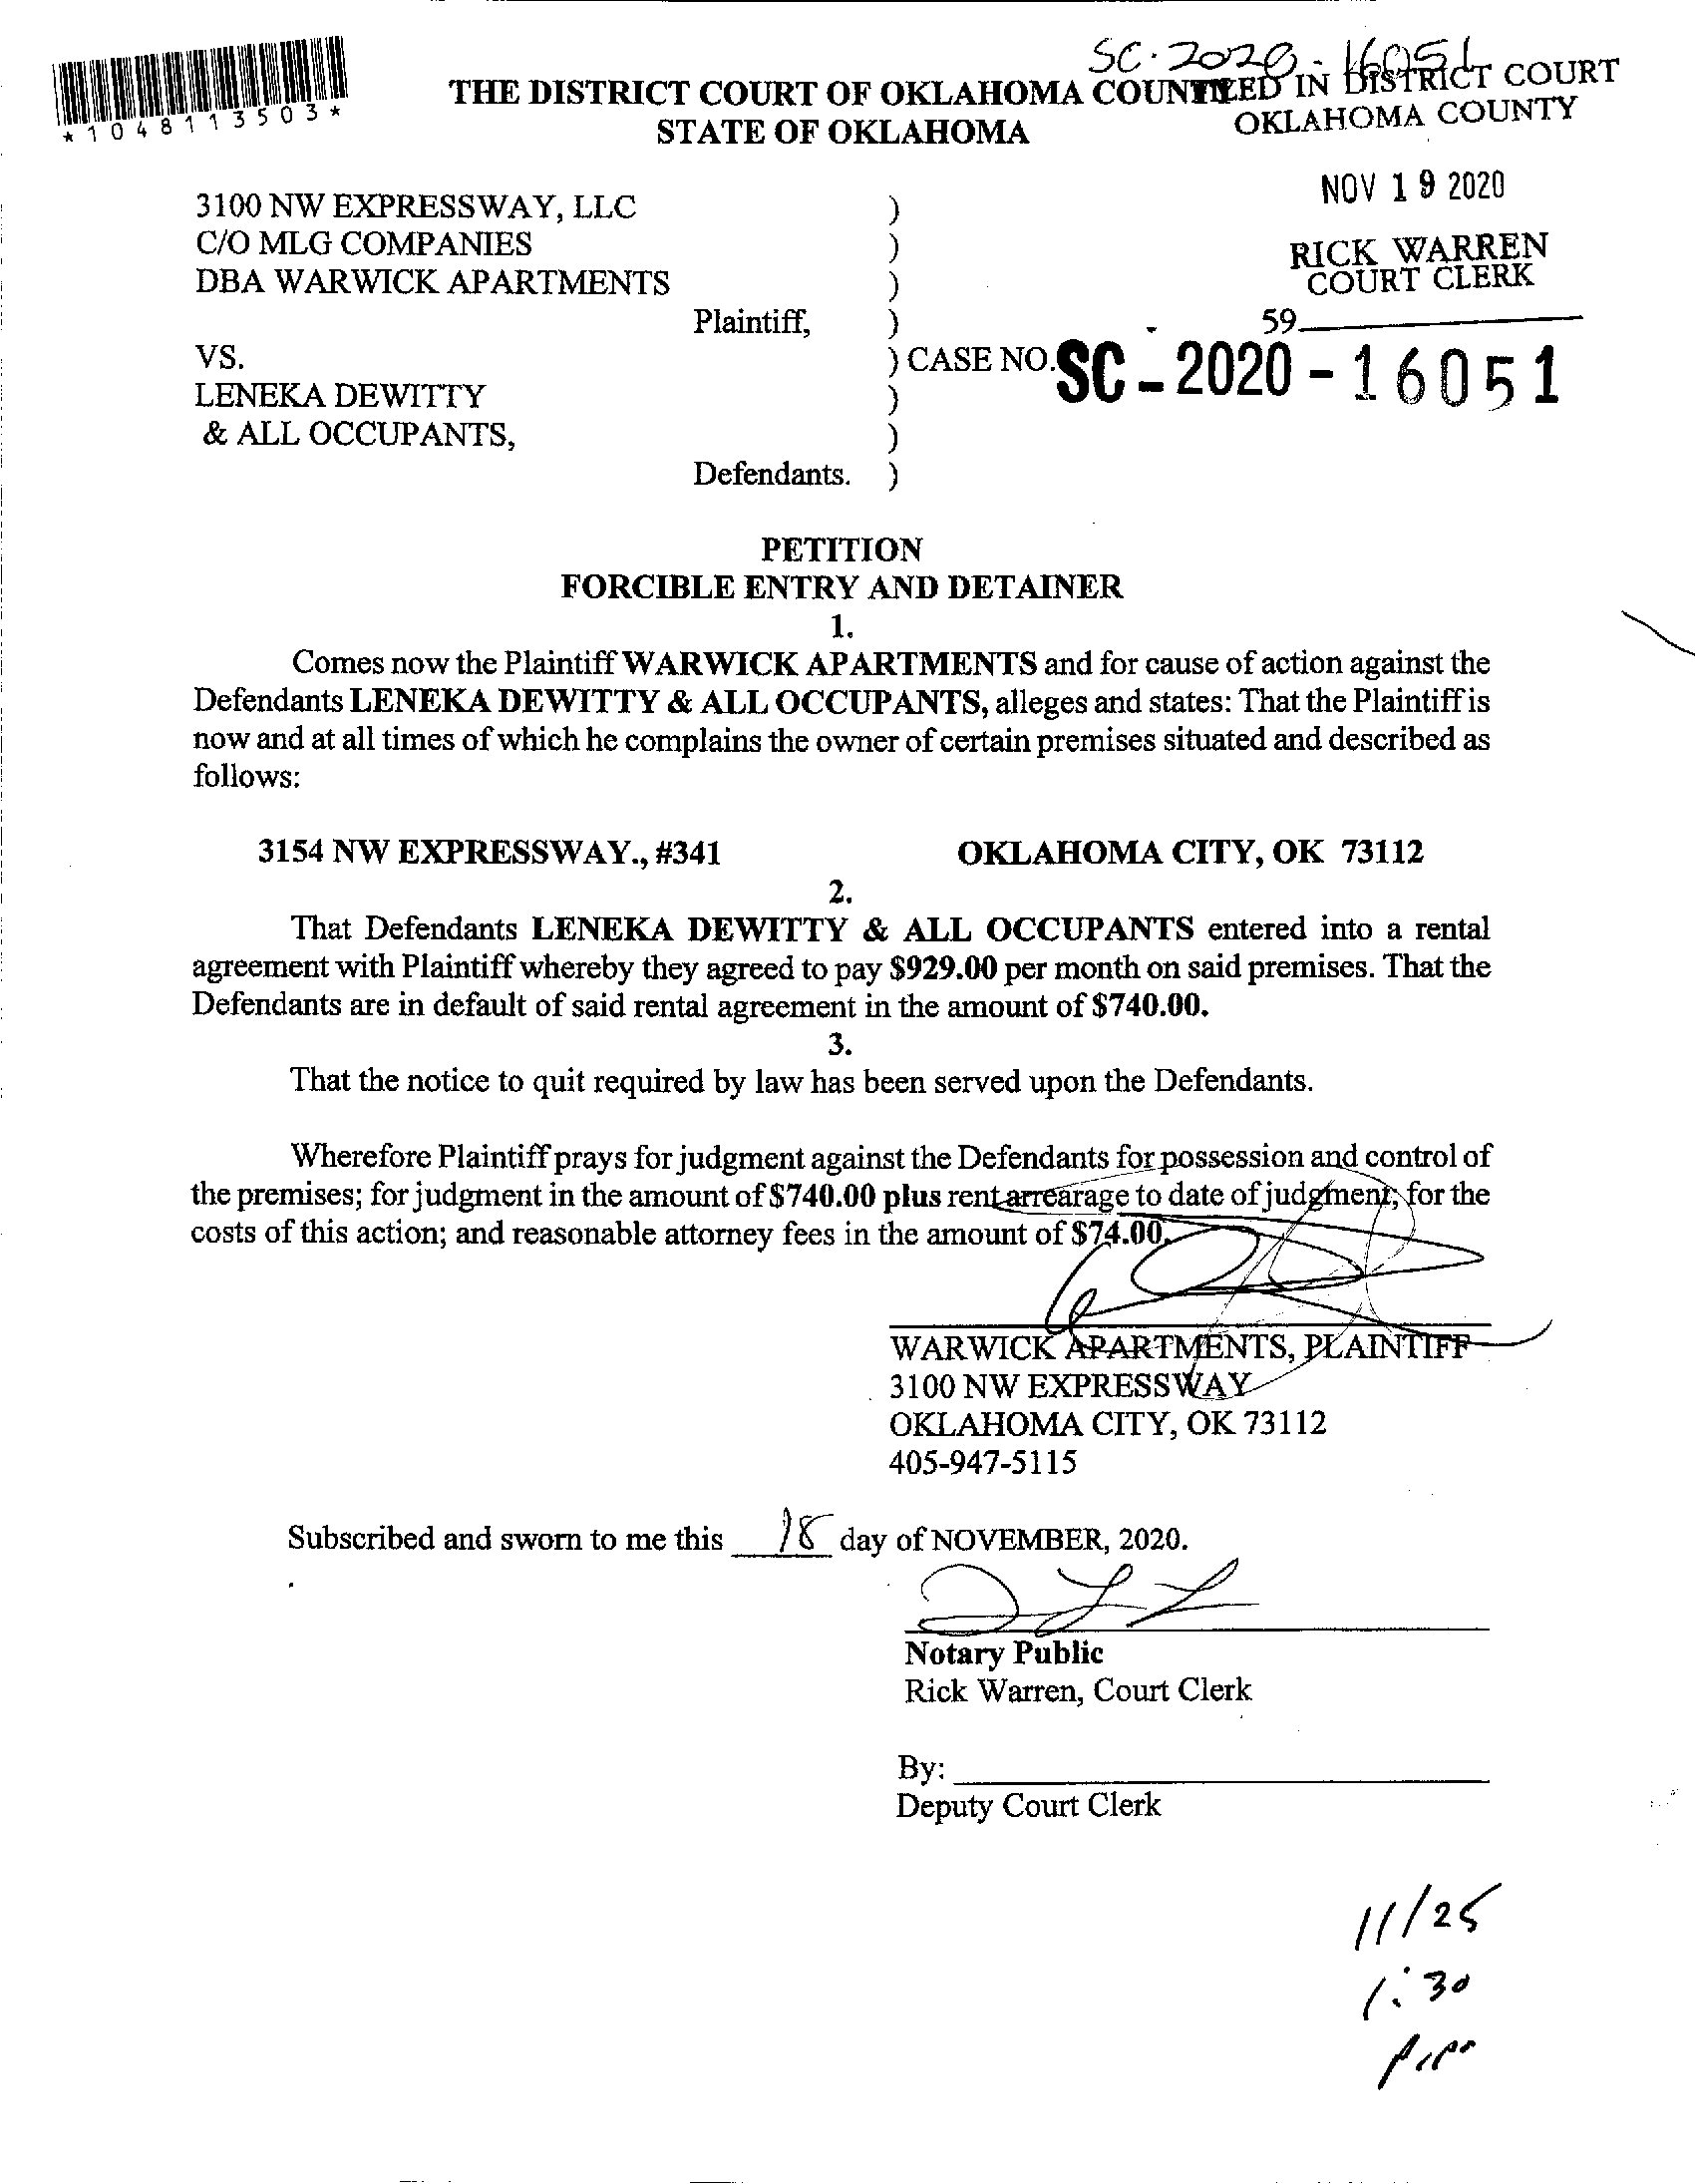 SC-2020-16051
*1048113503*
THE DISTRICT COURT OF OKLAHOMA COUNTY
STATE OF OKLAHOMA
FILED IN DISTRICT COURT
OKLAHOMA COUNTY
NOV 19 2020
RICK WARREN
COURT CLERK
59
3100 NW EXPRESSWAY, LLC )
C/O MLG COMPANIES )
DBA WARWICK APARTMENTS )
Plaintiff, )
VS. ) CASE NO. SC-2020-16051
LENEKA DEWITTY )
& ALL OCCUPANTS, )
Defendants. )
PETITION
FORCIBLE ENTRY AND DETAINER
1.
Comes now the Plaintiff WARWICK APARTMENTS and for cause of action against the
Defendants LENEKA DEWITTY & ALL OCCUPANTS, alleges and states: That the Plaintiff is
now and at all times of which he complains the owner of certain premises situated and described as
follows:
3154 NW EXPRESSWAY., #341 OKLAHOMA CITY, OK 73112
2.
That Defendants LENEKA DEWITTY & ALL OCCUPANTS entered into a rental
agreement with Plaintiff whereby they agreed to pay $929.00 per month on said premises. That the
Defendants are in default of said rental agreement in the amount of $740.00.
3.
That the notice to quit required by law has been served upon the Defendants.
Wherefore Plaintiff prays for judgment against the Defendants for possession and control of
the premises; for judgment in the amount of $740.00 plus rent arrearage to date of judgment; for the
costs of this action; and reasonable attorney fees in the amount of $74.00.
WARWICK APARTMENTS, PLAINTIFF
3100 NW EXPRESSWAY
OKLAHOMA CITY, OK 73112
405-947-5115
Subscribed and sworn to me this 18 day of NOVEMBER, 2020.
Notary Public
Rick Warren, Court Clerk
By:
Deputy Court Clerk
11/25
1:30
pm